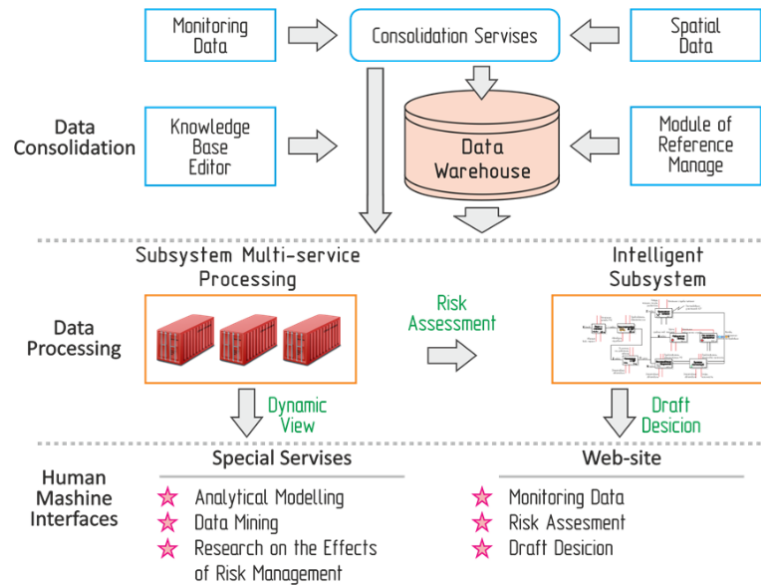 Monitoring
Data
Consolidation Servises
Spatial
Data
Data
Consolidation
Knowledge
Base
Editor
Data
Warehouse
Module of
Reference
Manage
Subsystem Multi-service
Processing
Intelligent
Subsystem
Data
Processing
Risk
Assessment
Dynamic
View
Draft
Desicion
Human
Mashine
Interfaces
Special Servises
Analytical Modelling
Data Mining
Research on the Effects
of Risk Management
Web-site
Monitoring Data
Risk Assesment
Draft Desicion